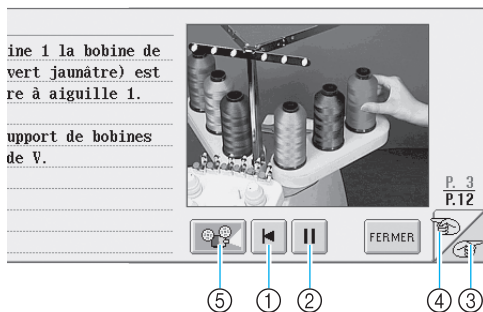 ine 1 la bobine de
vert jaunâtre) est
re à aiguille 1.
upport de bobines
de V.
P. 3
P.12
FERMER
⑤ ① ② ④ ③